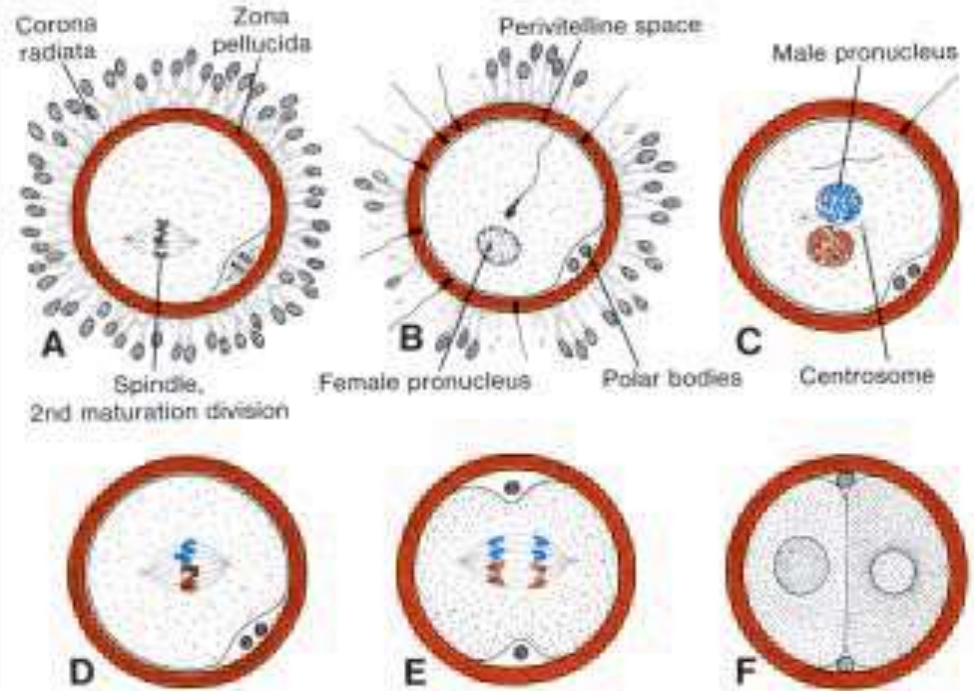 Corona
radiata
Zona
pellucida
Perivitelline space
Male pronucleus
A
B
C
Spindle,
2nd maturation division
Female pronucleus
Polar bodies
Centrosome
D
E
F